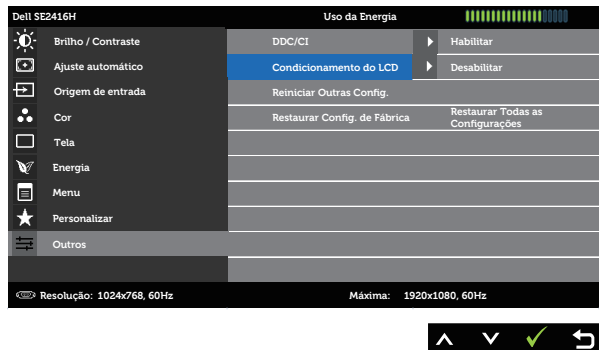 Dell SE2416H Uso da Energia
Brilho / Contraste DDC/CI Habilitar
Ajuste automático Condicionamento do LCD Desabilitar
Origem de entrada Reiniciar Outras Config.
Cor Restaurar Config. de Fábrica Restaurar Todas as
Configurações
Tela
Energia
Menu
Personalizar
Outros
Resolução: 1024x768, 60Hz Máxima: 1920x1080, 60Hz